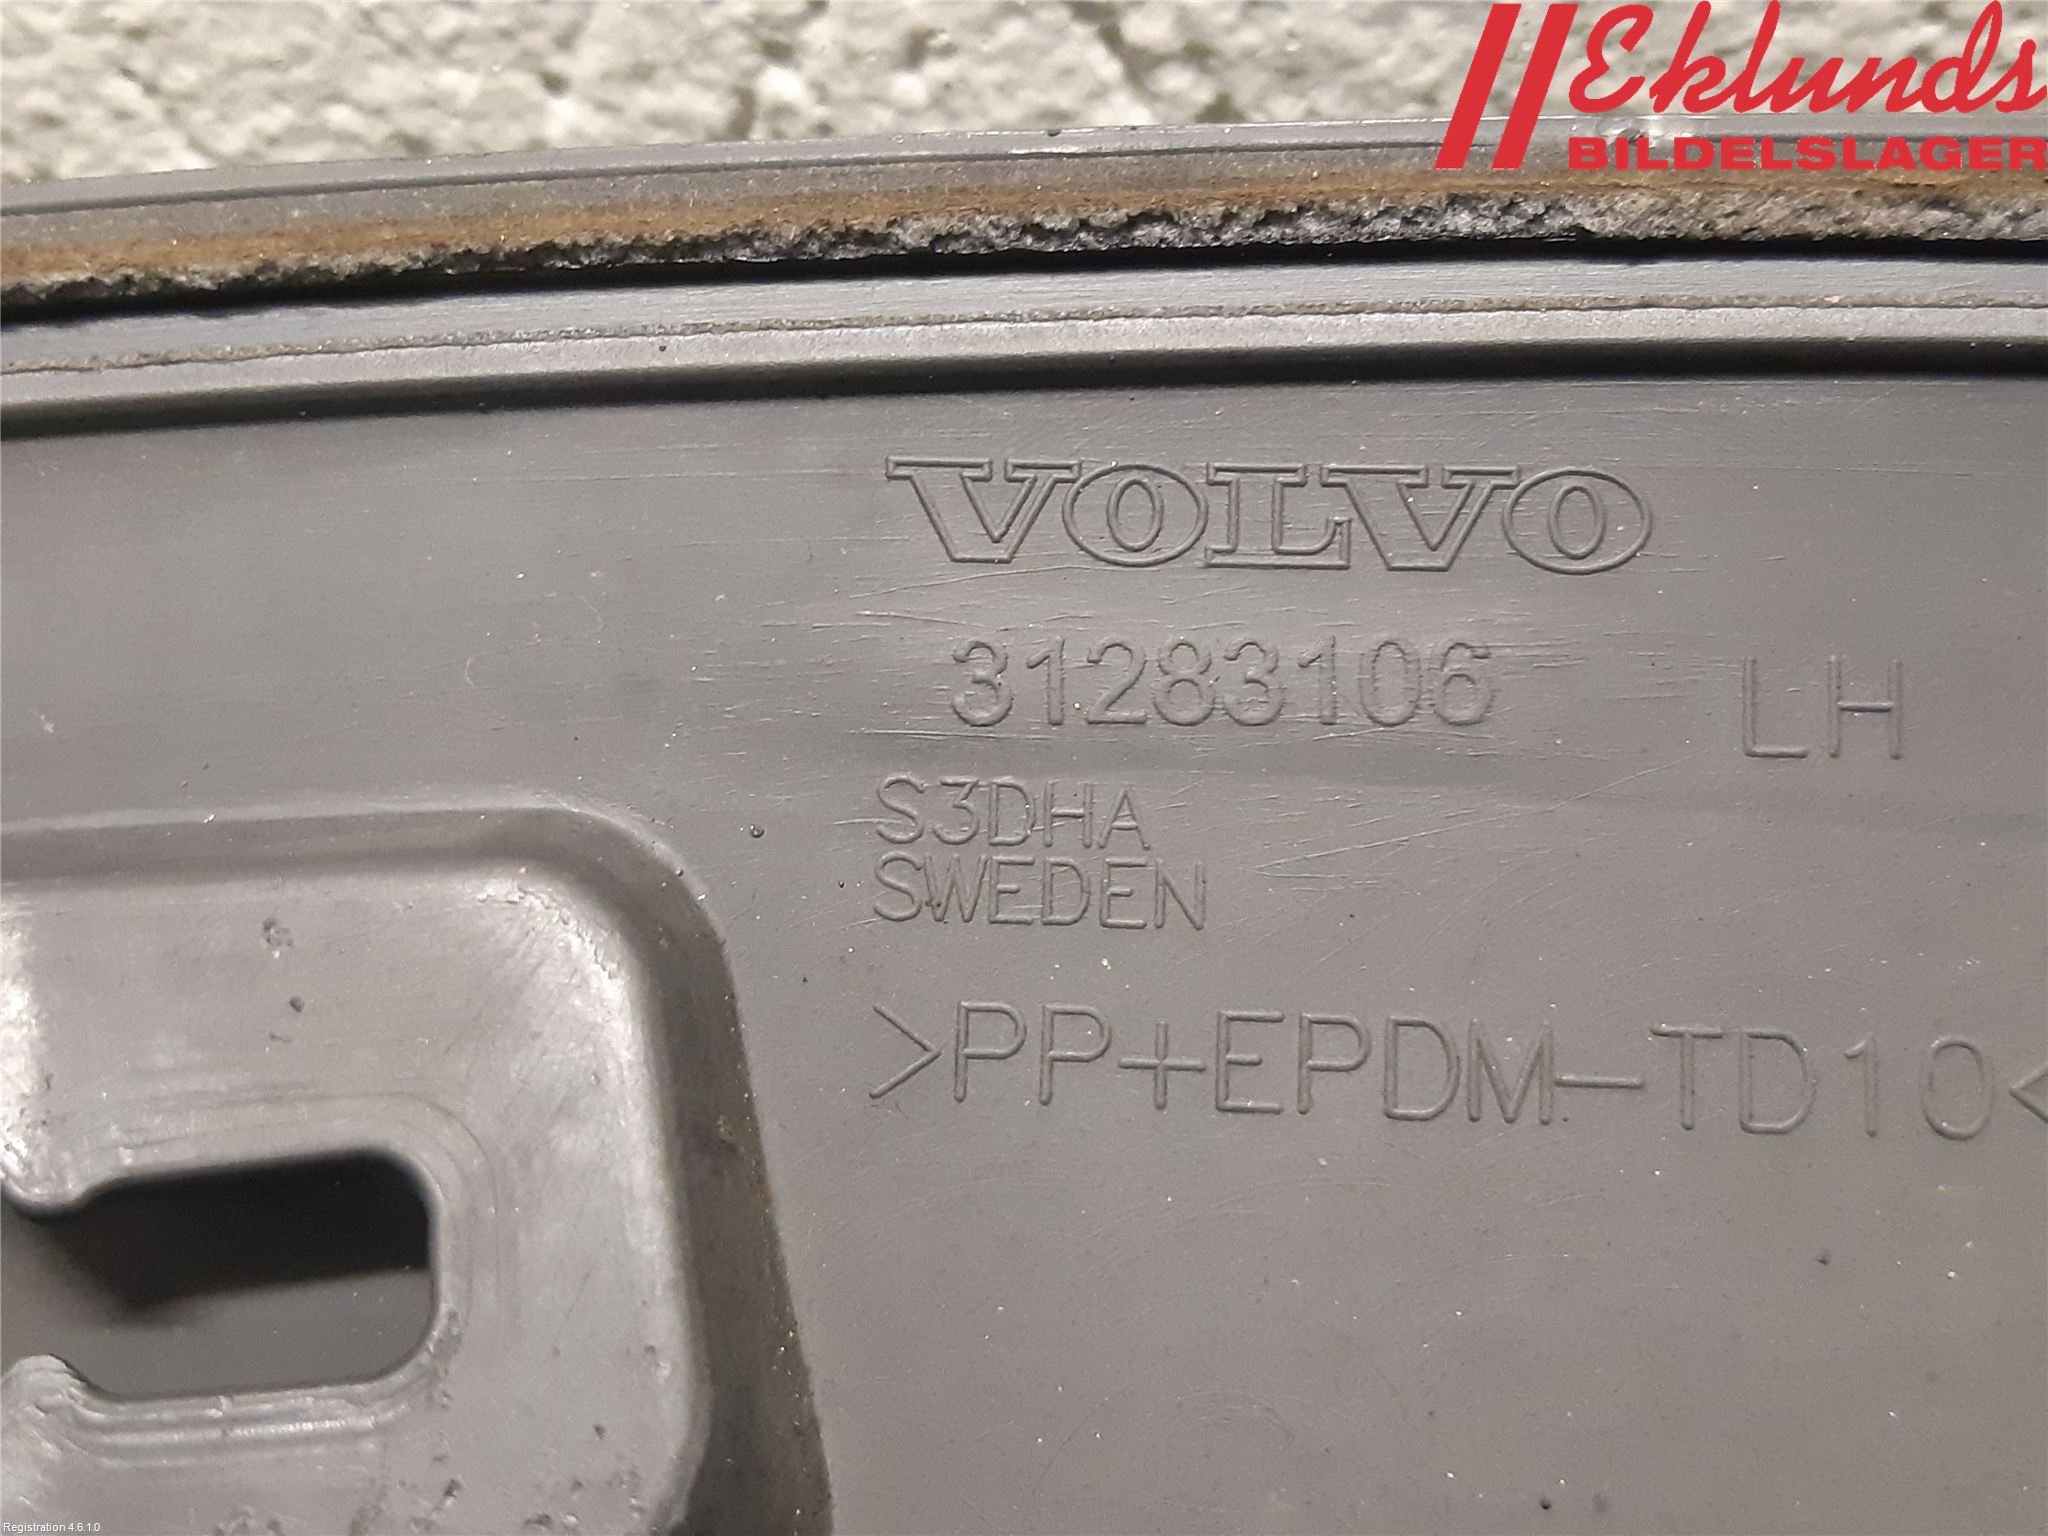 Eklunds
BILDELSLAGER
VOLVO
31283106 LH
S3DHA
SWEDEN
>PP+EPDM-TD10<
Registration 4.6.1.0